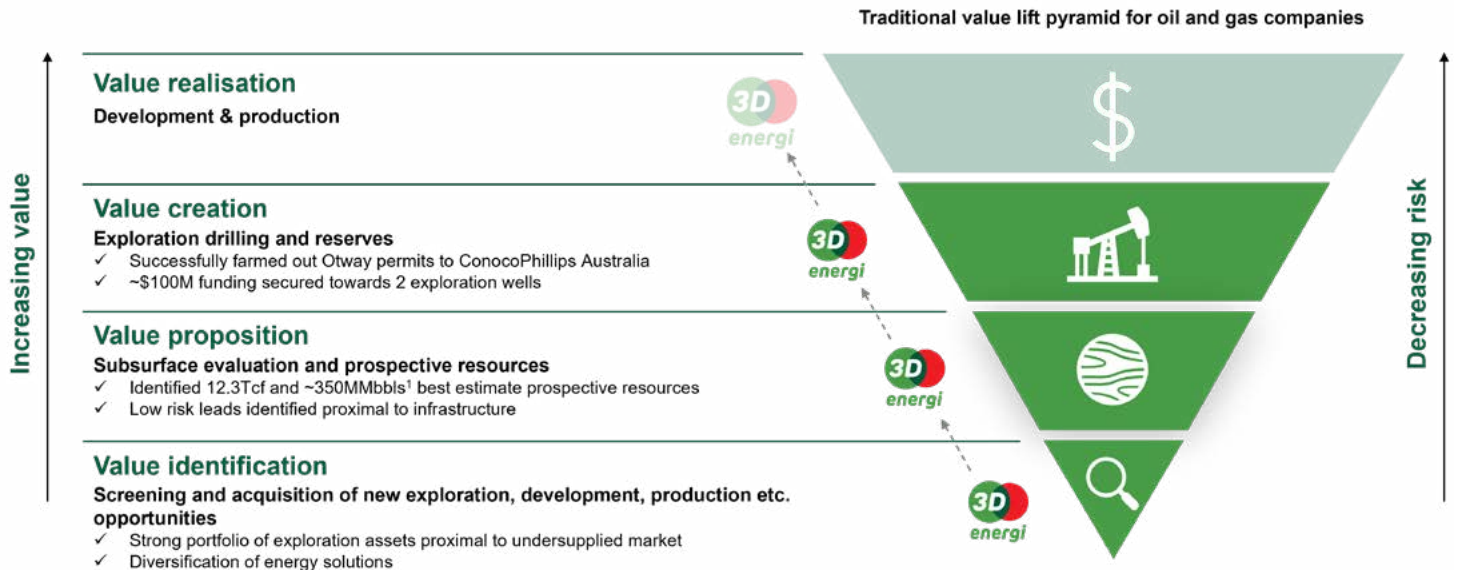 Traditional value lift pyramid for oil and gas companies
Increasing value
Value realisation
Development & production
3D
energi
$
Value creation
Exploration drilling and reserves
✓ Successfully farmed out Otway permits to ConocoPhillips Australia
✓ ~$100M funding secured towards 2 exploration wells
3D
energi
Value proposition
Subsurface evaluation and prospective resources
✓ Identified 12.3Tcf and ~350MMbbls¹ best estimate prospective resources
✓ Low risk leads identified proximal to infrastructure
3D
energi
Value identification
Screening and acquisition of new exploration, development, production etc.
opportunities
✓ Strong portfolio of exploration assets proximal to undersupplied market
✓ Diversification of energy solutions
3D
energi
Decreasing risk